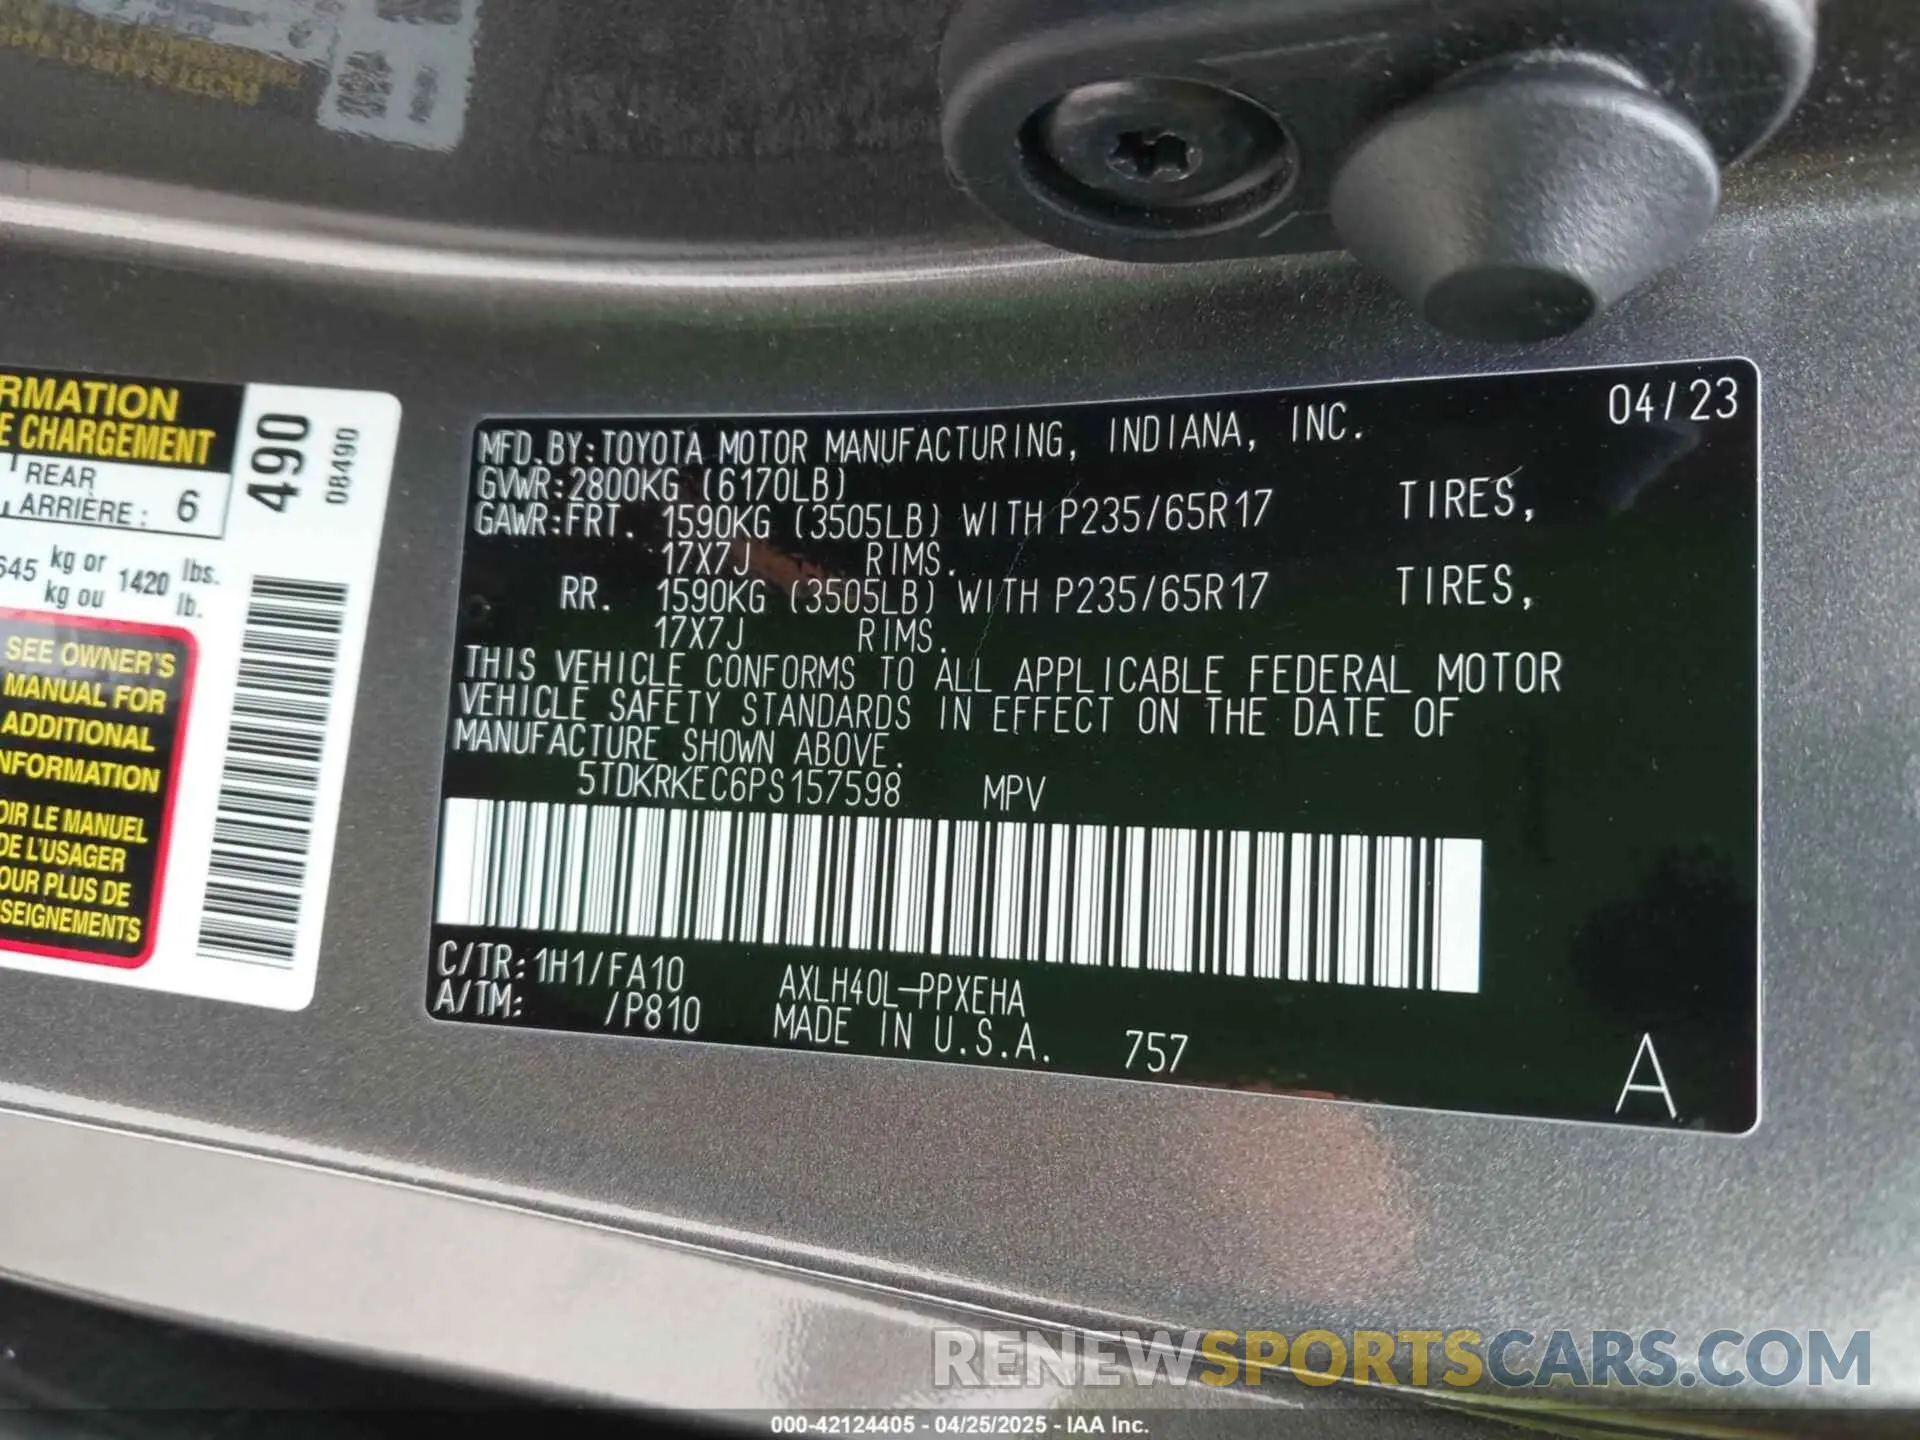 RMATION
E CHARGEMENT
REAR
ARRIÈRE : 6
645 kg or 1420 lbs.
kg ou lb.
SEE OWNER'S
MANUAL FOR
ADDITIONAL
NFORMATION
OIR LE MANUEL
DE L'USAGER
OUR PLUS DE
SEIGNEMENTS
490
08490
04/23
MFD. BY: TOYOTA MOTOR MANUFACTURING, INDIANA, INC.
GVWR: 2800KG (6170LB)
GAWR: FRT. 1590KG (3505LB) WITH P235/65R17 TIRES,
17X7J RIMS.
RR. 1590KG (3505LB) WITH P235/65R17 TIRES,
17X7J RIMS.
THIS VEHICLE CONFORMS TO ALL APPLICABLE FEDERAL MOTOR
VEHICLE SAFETY STANDARDS IN EFFECT ON THE DATE OF
MANUFACTURE SHOWN ABOVE.
5TDKRKEC6PS157598 MPV
C/TR: 1H1/FA10 AXLH40L-PPXEHA
A/TM: /P810 MADE IN U.S.A. 757
A
RENEWSPORTSCARS.COM
000-42124405 - 04/25/2025 - IAA Inc.